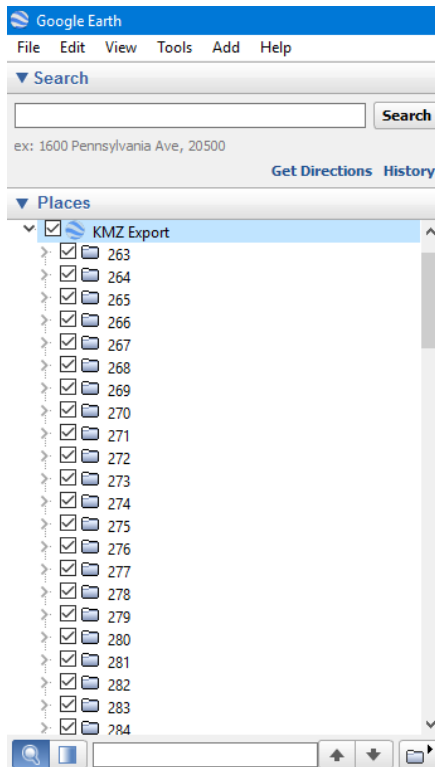 Google Earth
File Edit View Tools Add Help
Search
Search
ex: 1600 Pennsylvania Ave, 20500
Get Directions History
Places
KMZ Export
263
264
265
266
267
268
269
270
271
272
273
274
275
276
277
278
279
280
281
282
283
284